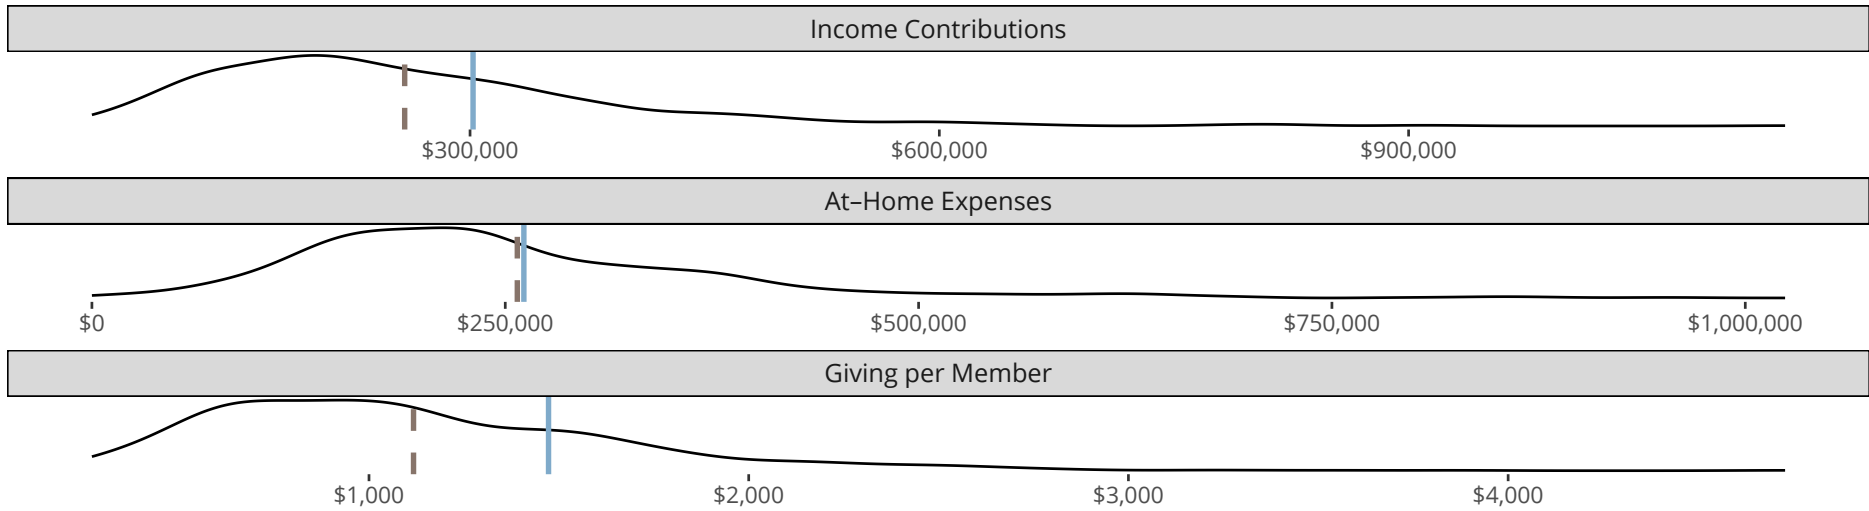 Income Contributions
$300,000 $600,000 $900,000
At–Home Expenses
$0 $250,000 $500,000 $750,000 $1,000,000
Giving per Member
$1,000 $2,000 $3,000 $4,000